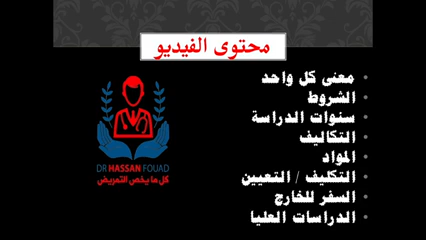 محتوى الفيديو
معنى كل واحد
الشروط
سنوات الدراسة
التكاليف
المواد
التكليف / التعيين
السفر للخارج
الدراسات العليا
DR HASSAN FOUAD
كل ما يخص التمريض